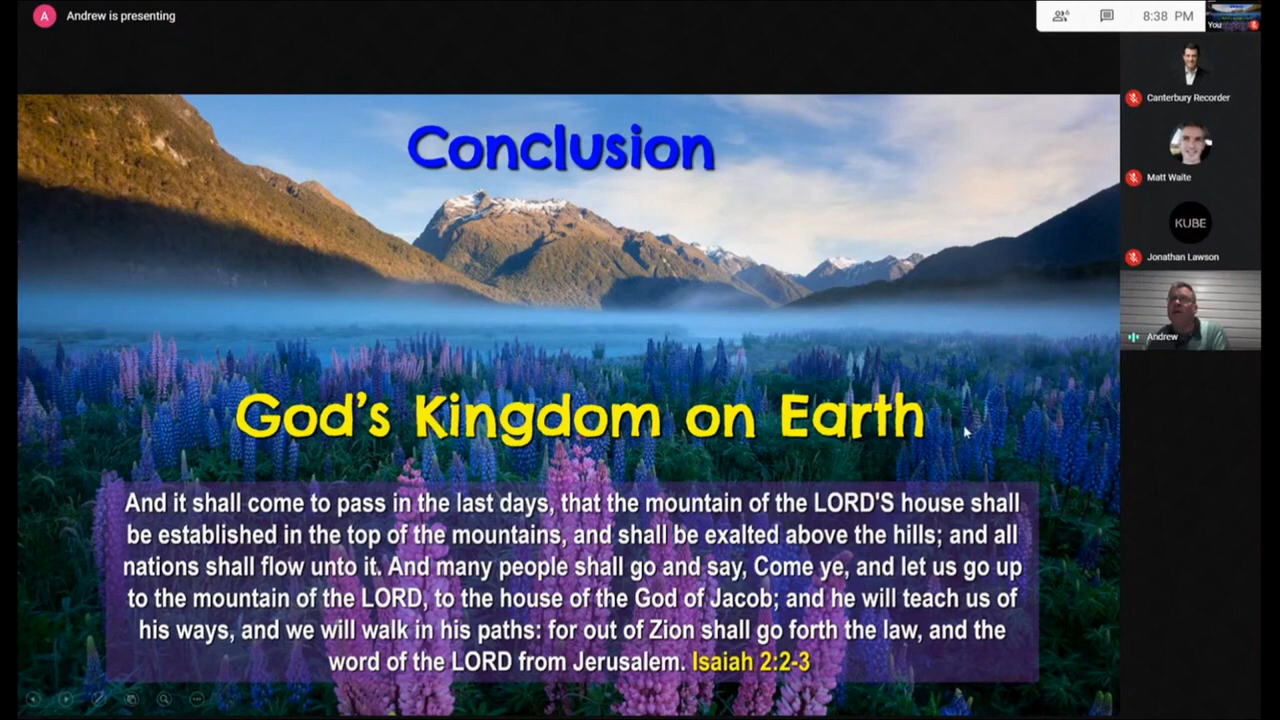 A
Andrew is presenting
6
8:38 PM
You
Canterbury Recorder
Matt Waite
KUBE
Jonathan Lawson
Andrew
Conclusion
God's Kingdom on Earth
And it shall come to pass in the last days, that the mountain of the LORD'S house shall
be established in the top of the mountains, and shall be exalted above the hills; and all
nations shall flow unto it. And many people shall go and say, Come ye, and let us go up
to the mountain of the LORD, to the house of the God of Jacob; and he will teach us of
his ways, and we will walk in his paths: for out of Zion shall go forth the law, and the
word of the LORD from Jerusalem. Isaiah 2:2-3